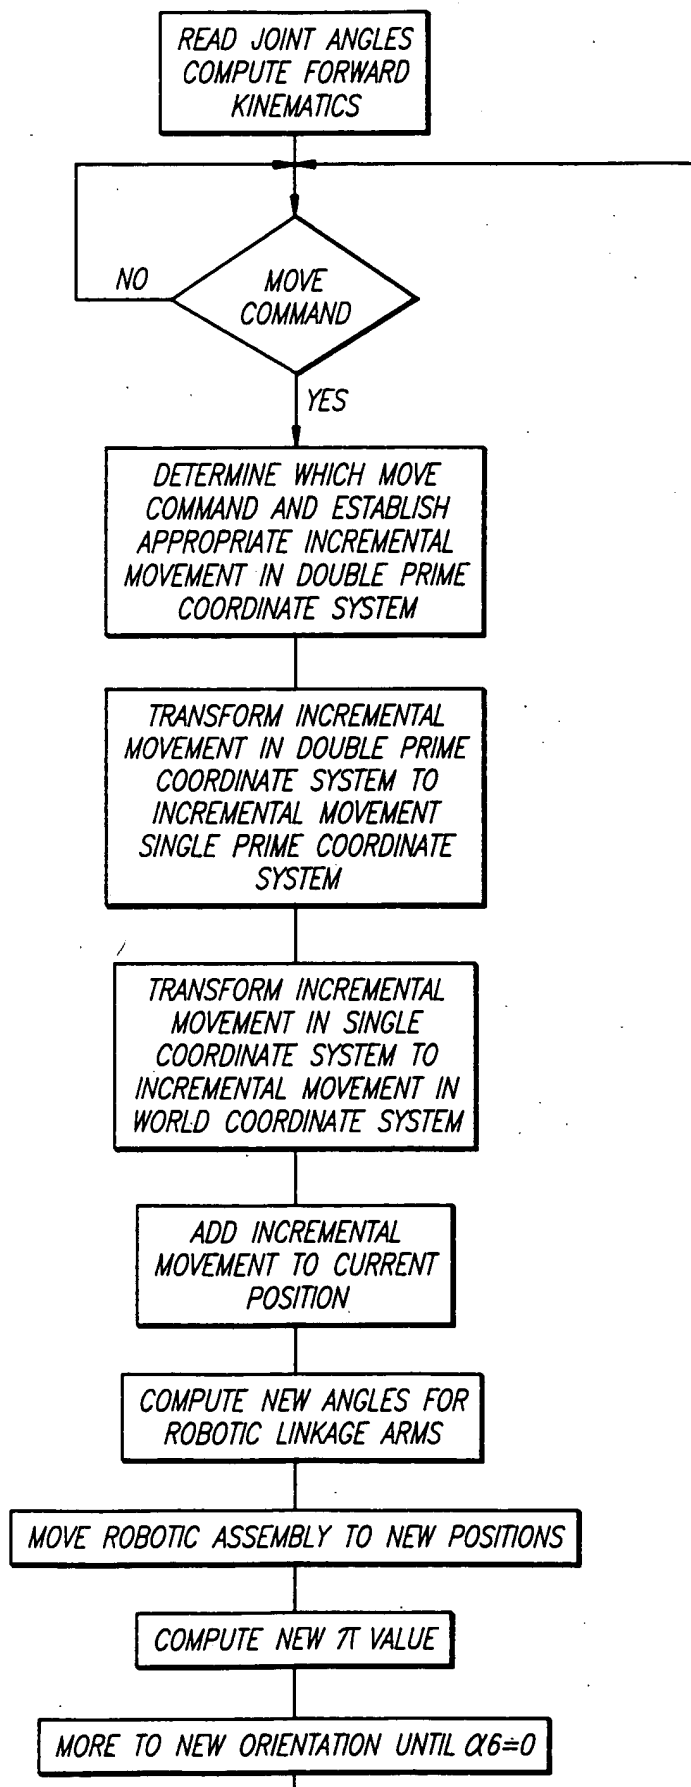 READ JOINT ANGLES
COMPUTE FORWARD
KINEMATICS
NO
MOVE
COMMAND
YES
DETERMINE WHICH MOVE
COMMAND AND ESTABLISH
APPROPRIATE INCREMENTAL
MOVEMENT IN DOUBLE PRIME
COORDINATE SYSTEM
TRANSFORM INCREMENTAL
MOVEMENT IN DOUBLE PRIME
COORDINATE SYSTEM TO
INCREMENTAL MOVEMENT
SINGLE PRIME COORDINATE
SYSTEM
TRANSFORM INCREMENTAL
MOVEMENT IN SINGLE
COORDINATE SYSTEM TO
INCREMENTAL MOVEMENT IN
WORLD COORDINATE SYSTEM
ADD INCREMENTAL
MOVEMENT TO CURRENT
POSITION
COMPUTE NEW ANGLES FOR
ROBOTIC LINKAGE ARMS
MOVE ROBOTIC ASSEMBLY TO NEW POSITIONS
COMPUTE NEW π VALUE
MORE TO NEW ORIENTATION UNTIL α6≐0